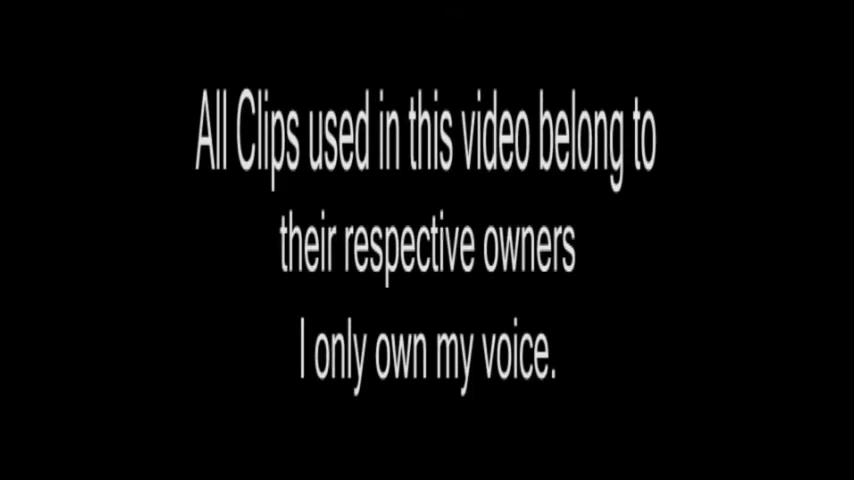 All Clips used in this video belong to
their respective owners
I only own my voice.